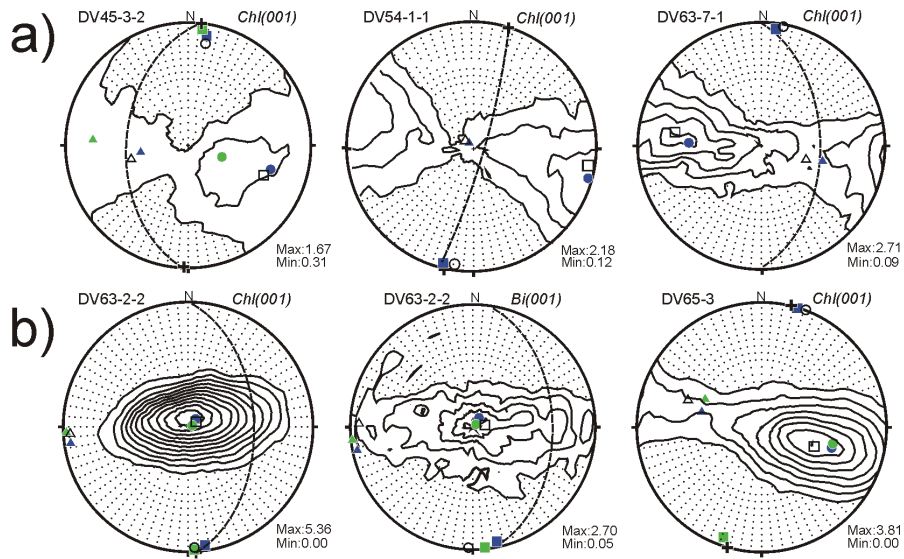 a)
DV45-3-2 N Chl(001)
Max:1.67
Min:0.31
DV54-1-1 N Chl(001)
Max:2.18
Min:0.12
DV63-7-1 N Chl(001)
Max:2.71
Min:0.09
b)
DV63-2-2 N Chl(001)
Max:5.36
Min:0.00
DV63-2-2 N Bi(001)
Max:2.70
Min:0.05
DV65-3 N Chl(001)
Max:3.81
Min:0.00